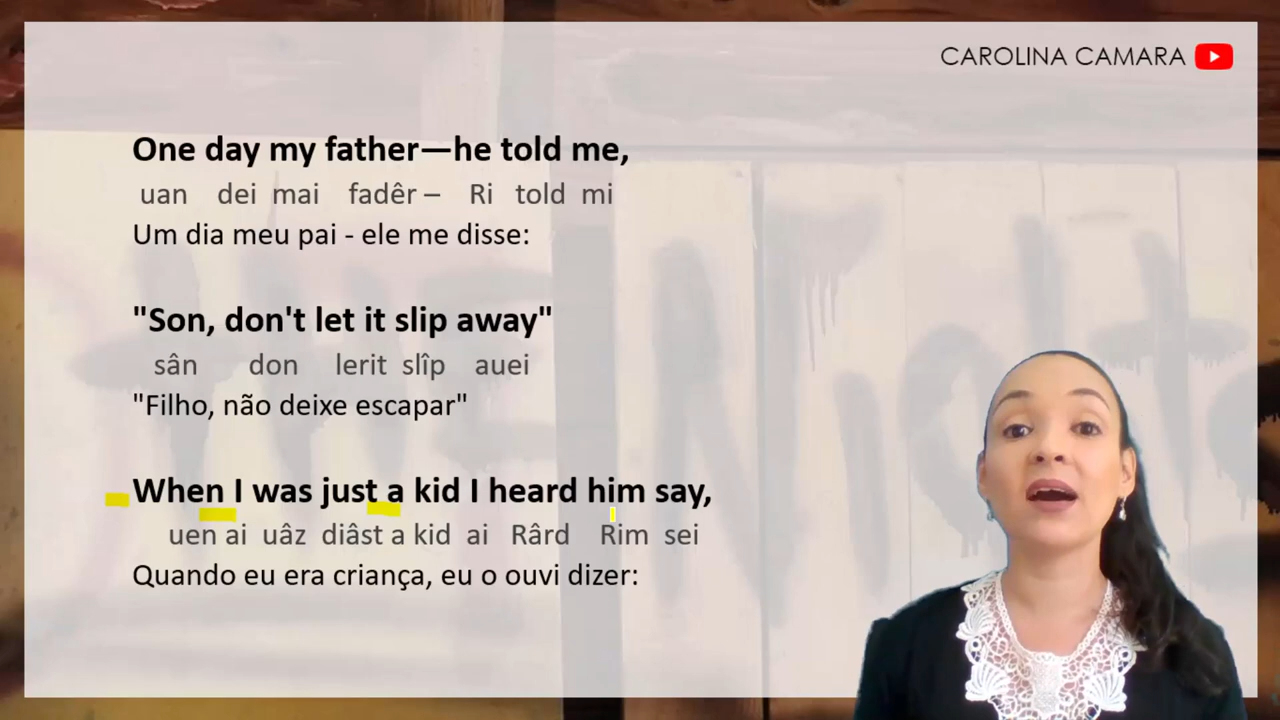 CAROLINA CAMARA
One day my father—he told me,
uan dei mai fadêr – Ri told mi
Um dia meu pai - ele me disse:
"Son, don't let it slip away"
sân don lerit slîp auei
"Filho, não deixe escapar"
When I was just a kid I heard him say,
uen ai uâz diâst a kid ai Rârd Rim sei
Quando eu era criança, eu o ouvi dizer: